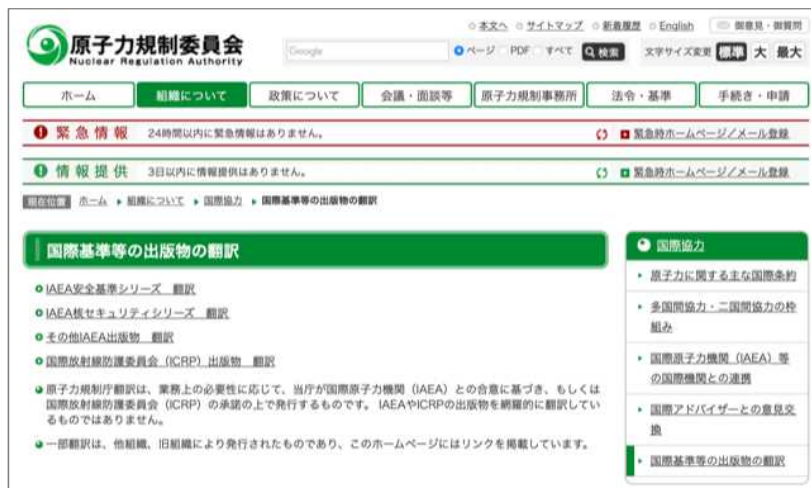 本文へ サイトマップ 新着履歴 English 御意見・御質問
原子力規制委員会
Nuclear Regulation Authority
Google ページ PDF すべて 検索 文字サイズ変更 標準 大 最大
ホーム 組織について 政策について 会議・面談等 原子力規制事務所 法令・基準 手続き・申請
緊急情報 24時間以内に緊急情報はありません。 緊急時ホームページ/メール登録
情報提供 3日以内に情報提供はありません。 緊急時ホームページ/メール登録
現在位置 ホーム 組織について 国際協力 国際基準等の出版物の翻訳
国際基準等の出版物の翻訳
IAEA安全基準シリーズ 翻訳
IAEA核セキュリティシリーズ 翻訳
その他IAEA出版物 翻訳
国際放射線防護委員会(ICRP)出版物 翻訳
原子力規制庁翻訳は、業務上の必要性に応じて、当庁が国際原子力機関(IAEA)との合意に基づき、もしくは
国際放射線防護委員会(ICRP)の承諾の上で発行するものです。IAEAやICRPの出版物を網羅的に翻訳してい
るものではありません。
一部翻訳は、他組織、旧組織により発行されたものであり、このホームページにはリンクを掲載しています。
国際協力
原子力に関する主な国際条約
多国間協力・二国間協力の枠
組み
国際原子力機関(IAEA)等
の国際機関との連携
国際アドバイザーとの意見交
換
国際基準等の出版物の翻訳